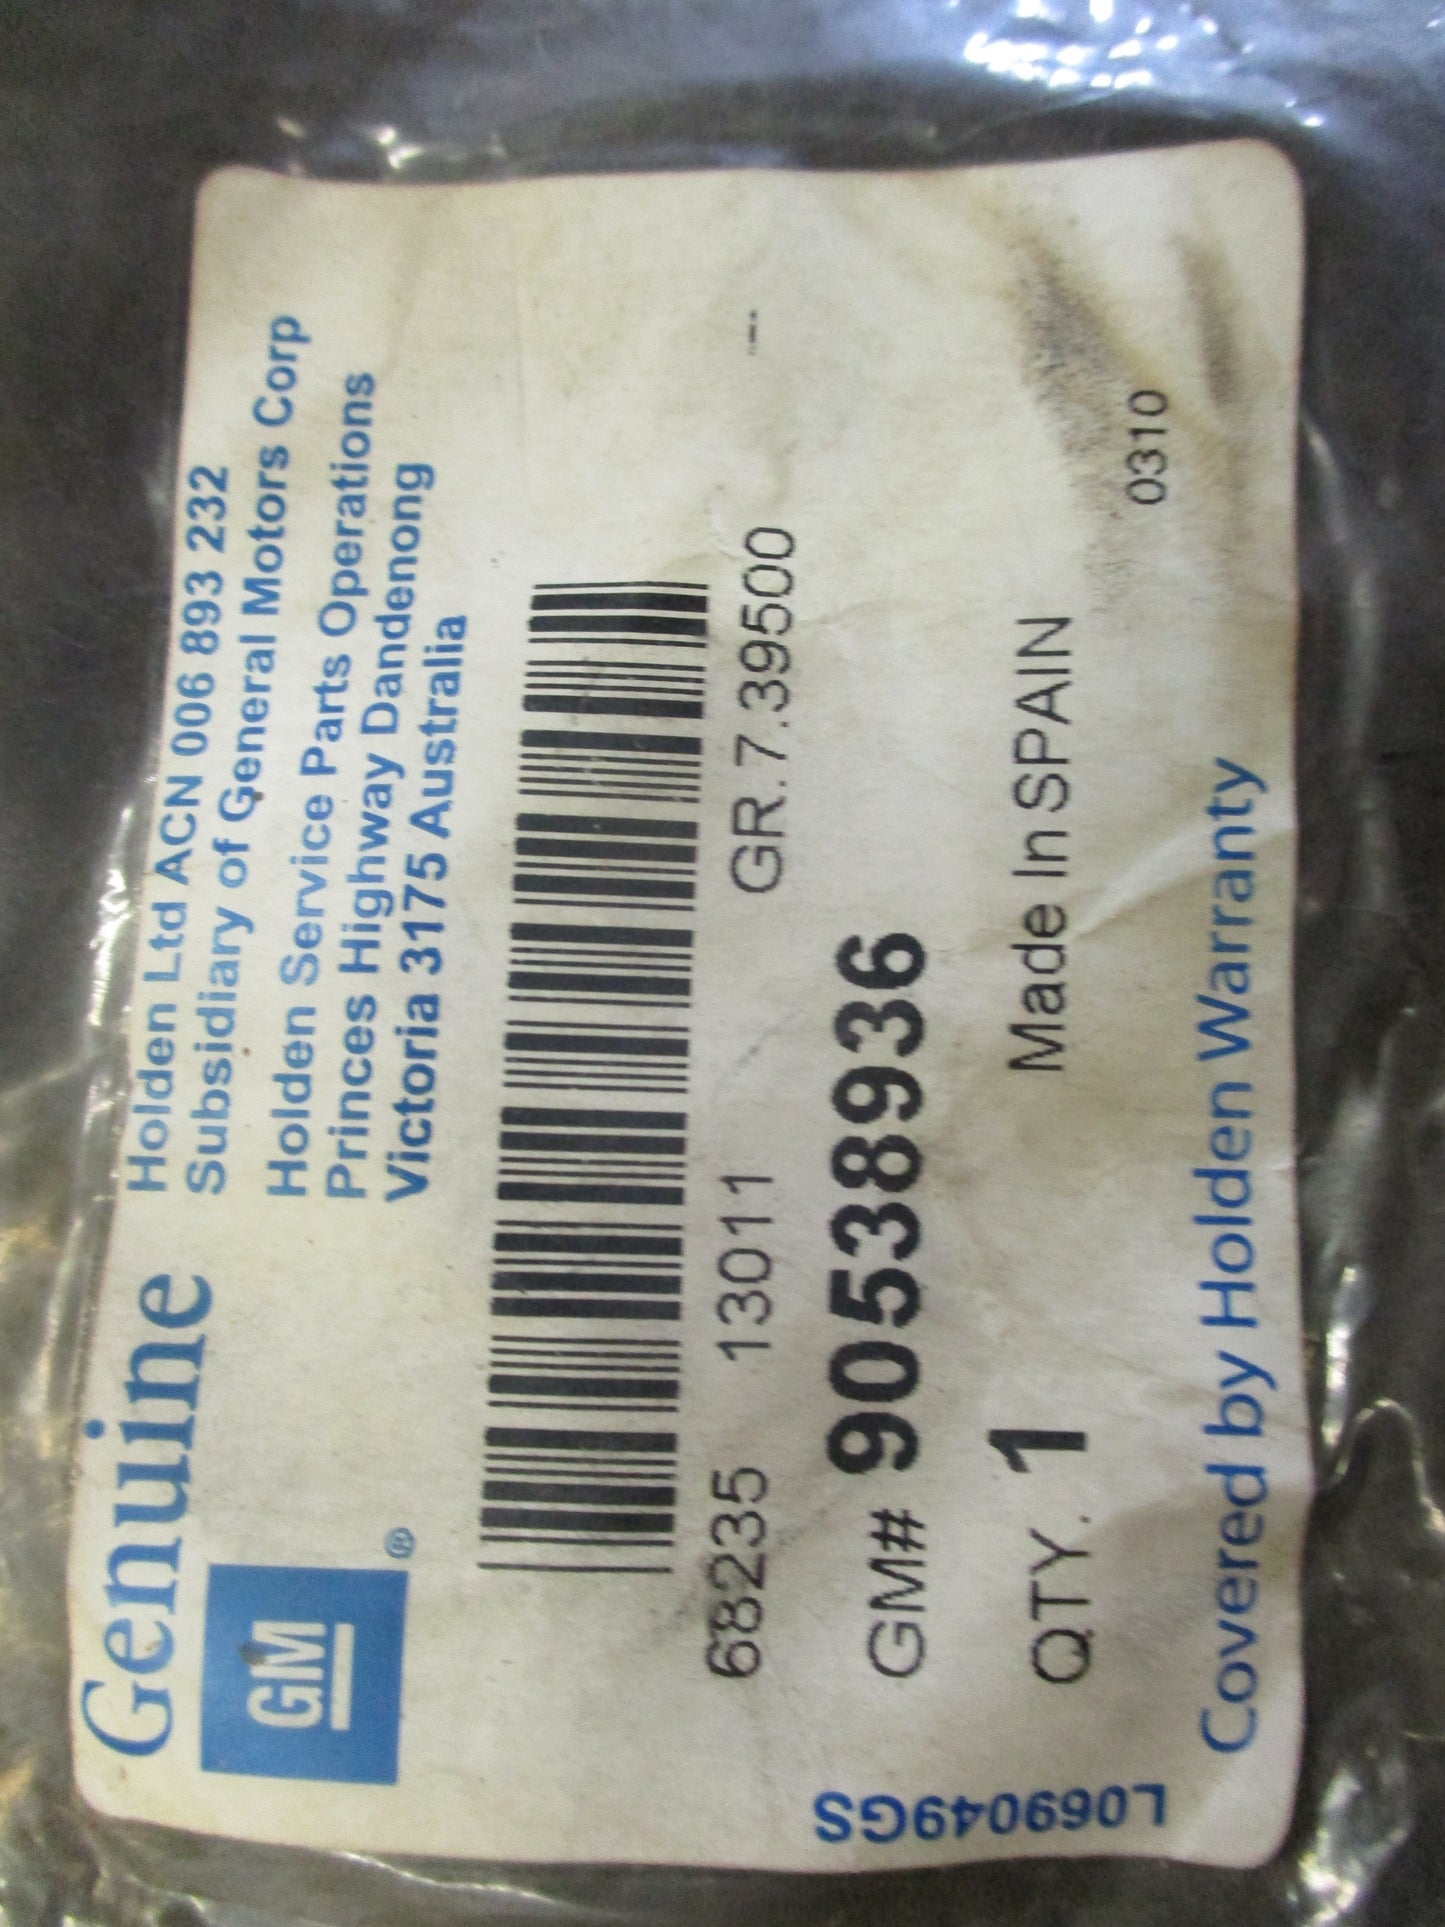 Genuine
GM
®
Holden Ltd ACN 006 893 232
Subsidiary of General Motors Corp
Holden Service Parts Operations
Princes Highway Dandenong
Victoria 3175 Australia
68235 13011 GR.7.39500
GM# 90538936
QTY. 1 Made In SPAIN
0310
Covered by Holden Warranty
L069049GS